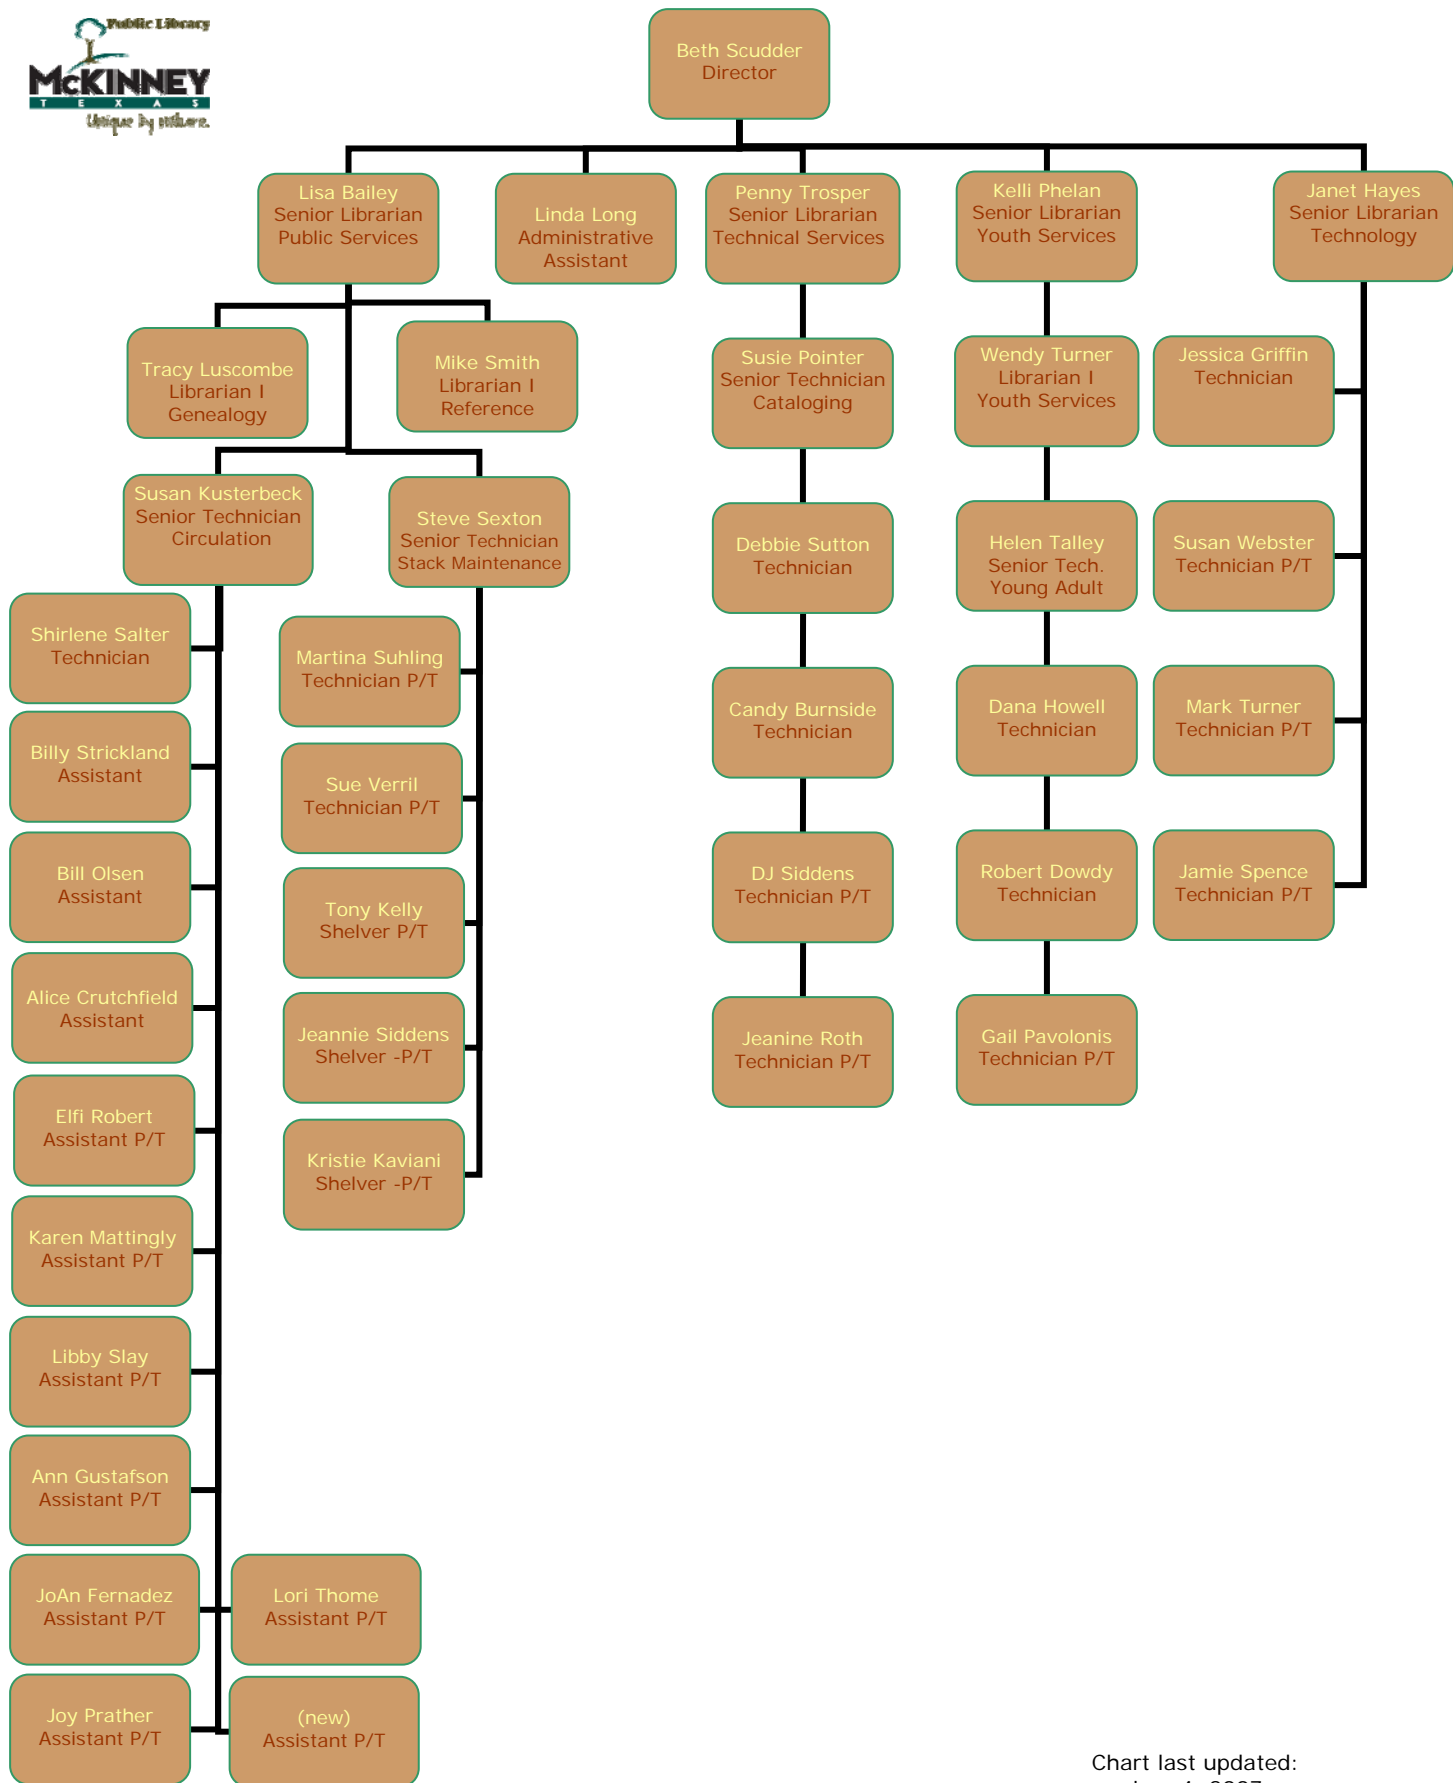 Public Library
McKINNEY
TEXAS
Unique by nature.
Beth Scudder
Director
Lisa Bailey
Senior Librarian
Public Services
Linda Long
Administrative
Assistant
Penny Trosper
Senior Librarian
Technical Services
Kelli Phelan
Senior Librarian
Youth Services
Janet Hayes
Senior Librarian
Technology
Tracy Luscombe
Librarian I
Genealogy
Mike Smith
Librarian I
Reference
Susie Pointer
Senior Technician
Cataloging
Wendy Turner
Librarian I
Youth Services
Jessica Griffin
Technician
Susan Kusterbeck
Senior Technician
Circulation
Steve Sexton
Senior Technician
Stack Maintenance
Debbie Sutton
Technician
Helen Talley
Senior Tech.
Young Adult
Susan Webster
Technician P/T
Shirlene Salter
Technician
Martina Suhling
Technician P/T
Candy Burnside
Technician
Dana Howell
Technician
Mark Turner
Technician P/T
Billy Strickland
Assistant
Sue Verril
Technician P/T
Bill Olsen
Assistant
Tony Kelly
Shelver P/T
DJ Siddens
Technician P/T
Robert Dowdy
Technician
Jamie Spence
Technician P/T
Alice Crutchfield
Assistant
Jeannie Siddens
Shelver -P/T
Jeanine Roth
Technician P/T
Gail Pavolonis
Technician P/T
Elfi Robert
Assistant P/T
Kristie Kaviani
Shelver -P/T
Karen Mattingly
Assistant P/T
Libby Slay
Assistant P/T
Ann Gustafson
Assistant P/T
JoAn Fernadez
Assistant P/T
Lori Thome
Assistant P/T
Joy Prather
Assistant P/T
(new)
Assistant P/T
Chart last updated: